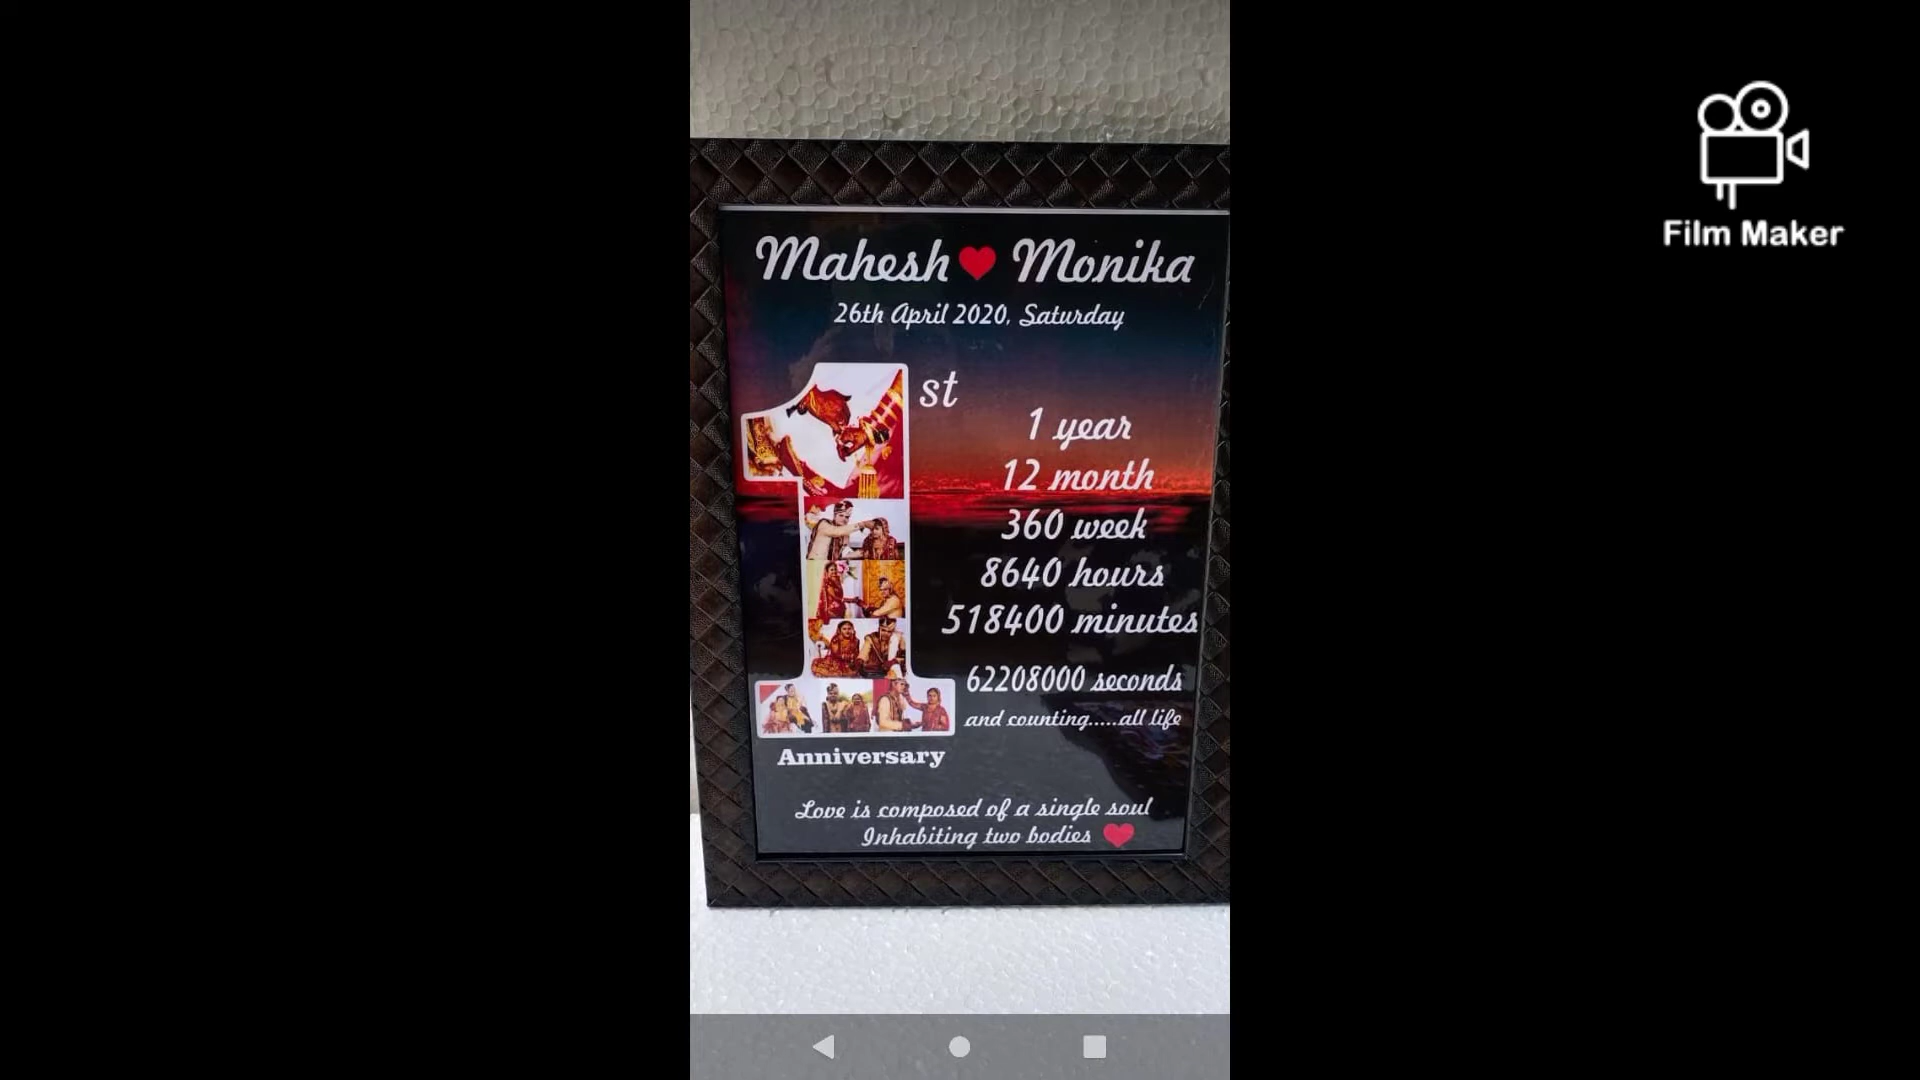 Film Maker
Mahesh ❤ Monika
26th April 2020, Saturday
1st
1 year
12 month
360 week
8640 hours
518400 minutes
62208000 seconds
and counting.....all life
Anniversary
Love is composed of a single soul
Inhabiting two bodies ❤